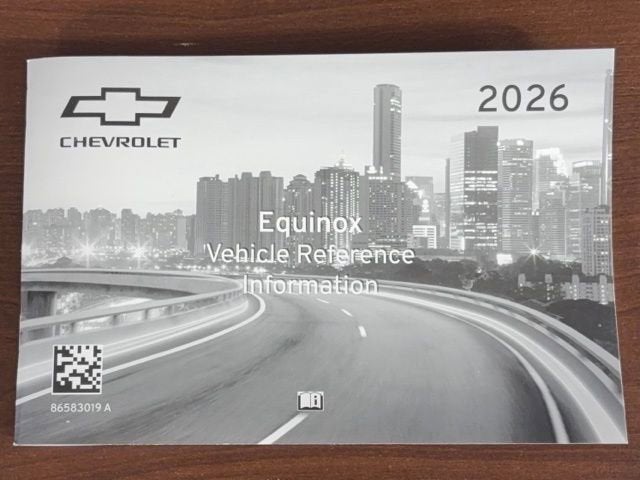 2026
CHEVROLET
Equinox
Vehicle Reference
Information
86583019 A